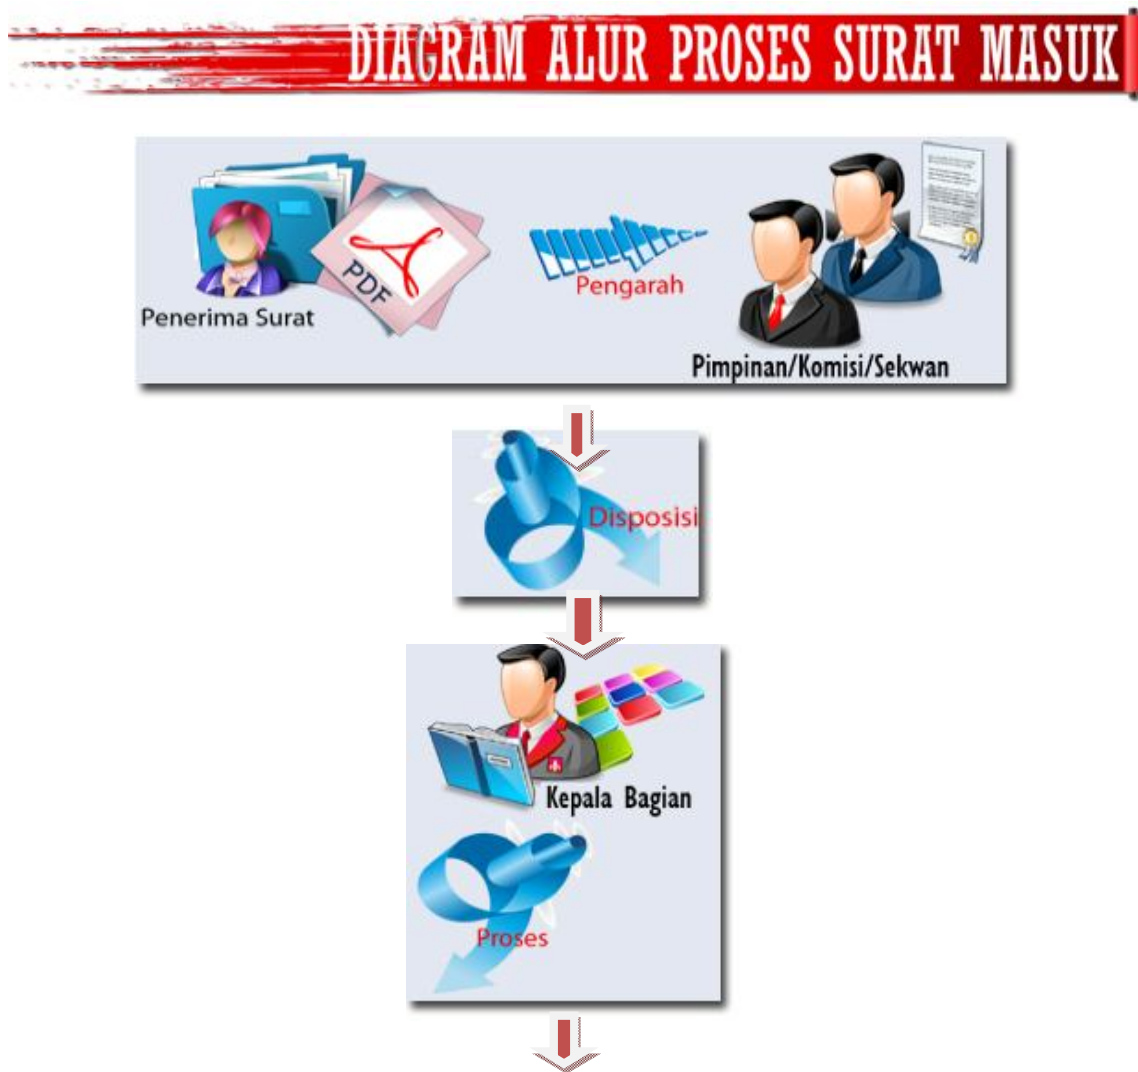 DIAGRAM ALUR PROSES SURAT MASUK
PDF
Penerima Surat
Pengarah
Pimpinan/Komisi/Sekwan
Disposisi
Kepala Bagian
Proses